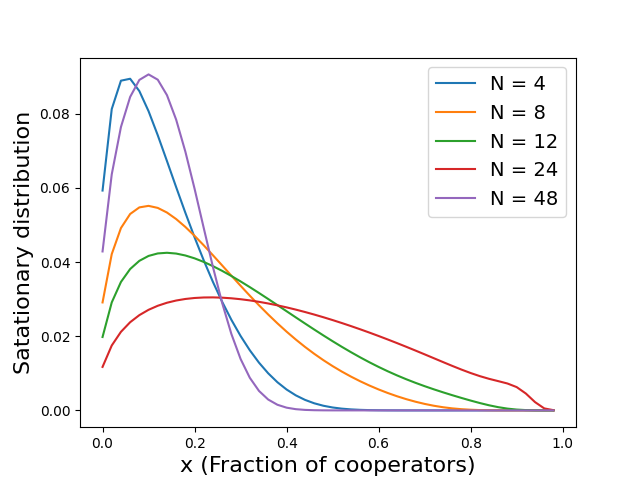 N = 4
N = 8
N = 12
N = 24
N = 48
Satationary distribution
0.08
0.06
0.04
0.02
0.00
0.0 0.2 0.4 0.6 0.8 1.0
x (Fraction of cooperators)